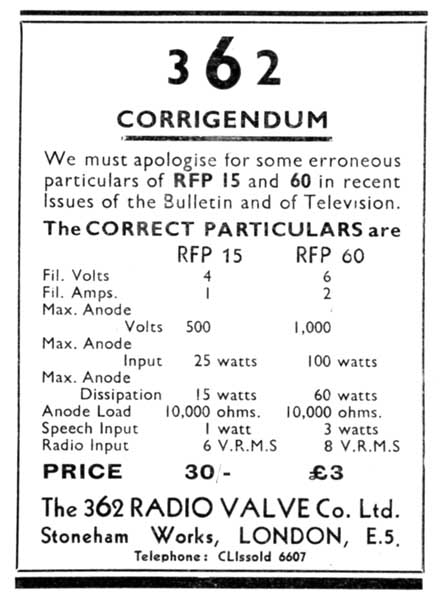 362
CORRIGENDUM
We must apologise for some erroneous
particulars of RFP 15 and 60 in recent
Issues of the Bulletin and of Television.
The CORRECT PARTICULARS are
RFP 15 RFP 60
Fil. Volts 4 6
Fil. Amps. 1 2
Max. Anode
Volts 500 1,000
Max. Anode
Input 25 watts 100 watts
Max. Anode
Dissipation 15 watts 60 watts
Anode Load 10,000 ohms. 10,000 ohms.
Speech Input 1 watt 3 watts
Radio Input 6 V.R.M.S 8 V.R.M.S
PRICE 30/- £3
The 362 RADIO VALVE Co. Ltd.
Stoneham Works, LONDON, E.5.
Telephone: CLIssold 6607